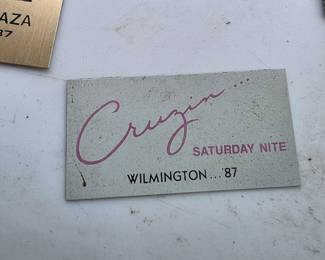 AZA
87
Cruzin...
SATURDAY NITE
WILMINGTON...'87